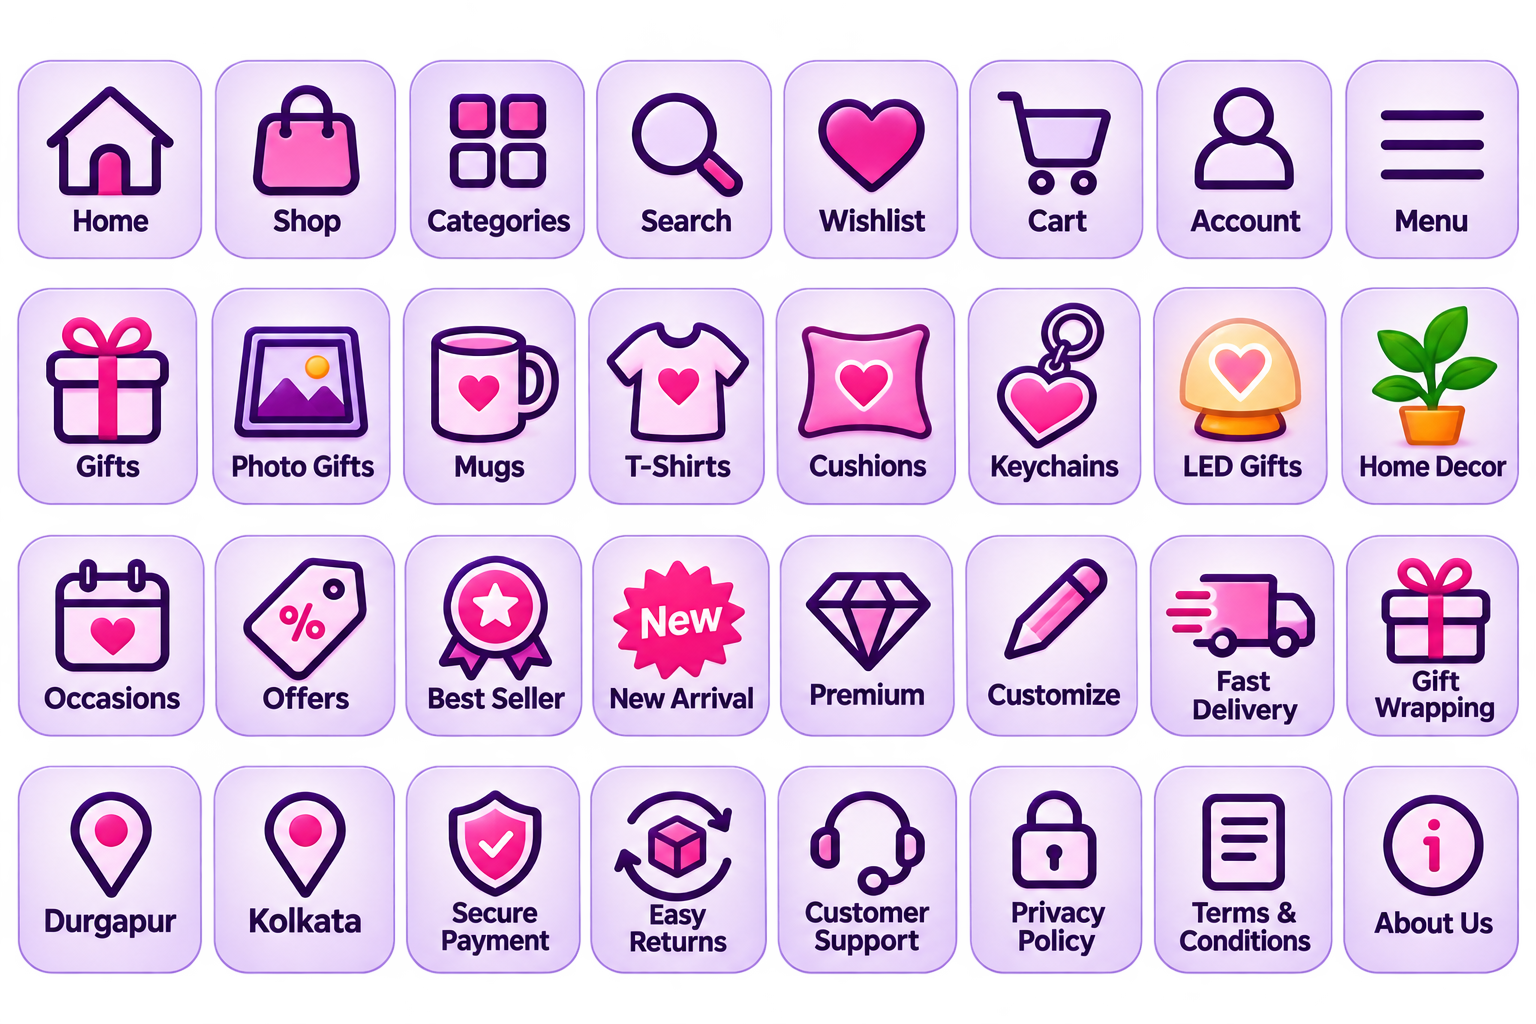 Home
Shop
Categories
Search
Wishlist
Cart
Account
Menu
Gifts
Photo Gifts
Mugs
T-Shirts
Cushions
Keychains
LED Gifts
Home Decor
Occasions
%
Offers
Best Seller
New
New Arrival
Premium
Customize
Fast
Delivery
Gift
Wrapping
Durgapur
Kolkata
Secure
Payment
Easy
Returns
Customer
Support
Privacy
Policy
Terms &
Conditions
i
About Us